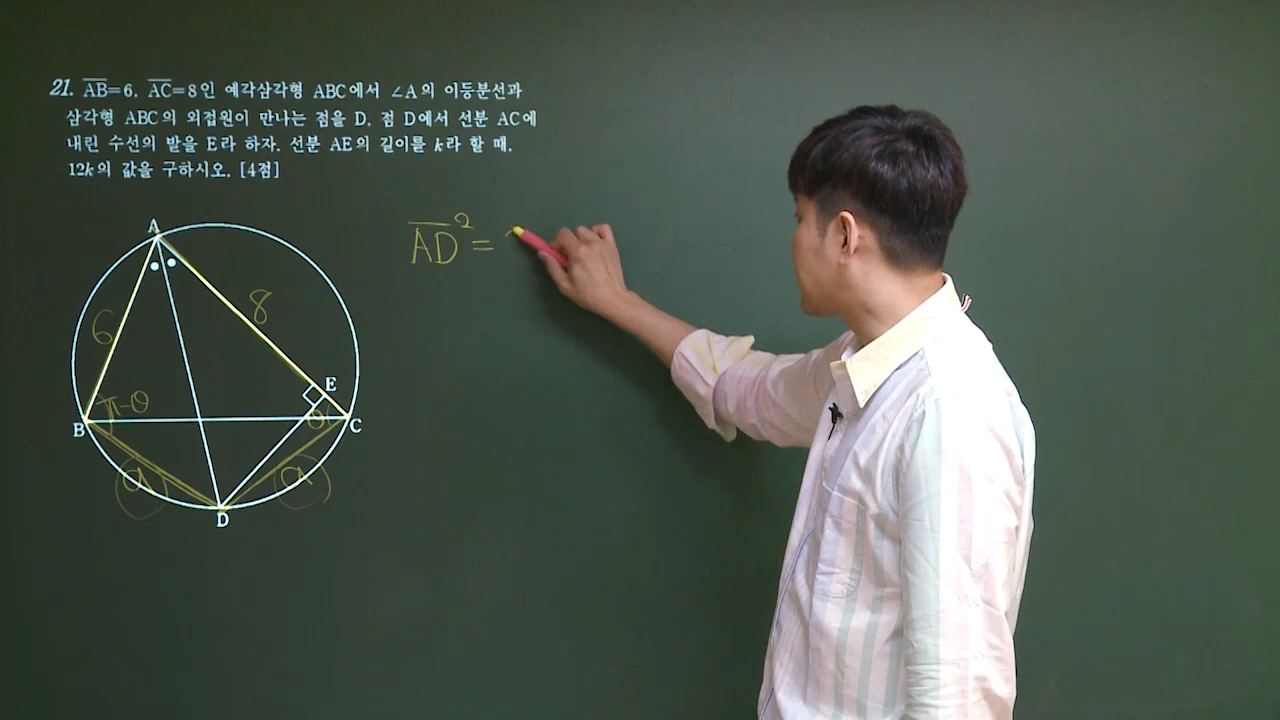 21. AB=6, AC=8인 예각삼각형 ABC에서 ∠A의 이등분선과
삼각형 ABC의 외접원이 만나는 점을 D, 점 D에서 선분 AC에
내린 수선의 발을 E라 하자. 선분 AE의 길이를 k라 할 때,
12k의 값을 구하시오. [4점]
AD²=
A
6
8
E
π-θ
θ
B
C
a
a
D